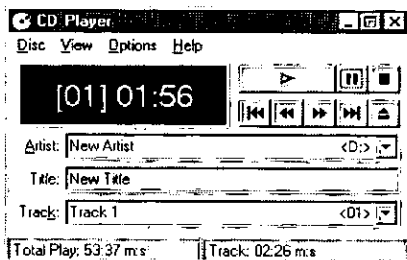 CD Player
Disc View Options Help
[01] 01:56
Artist: New Artist <D:>
Title: New Title
Track: Track 1 <01>
Total Play: 53:37 m:s Track: 02:26 m:s